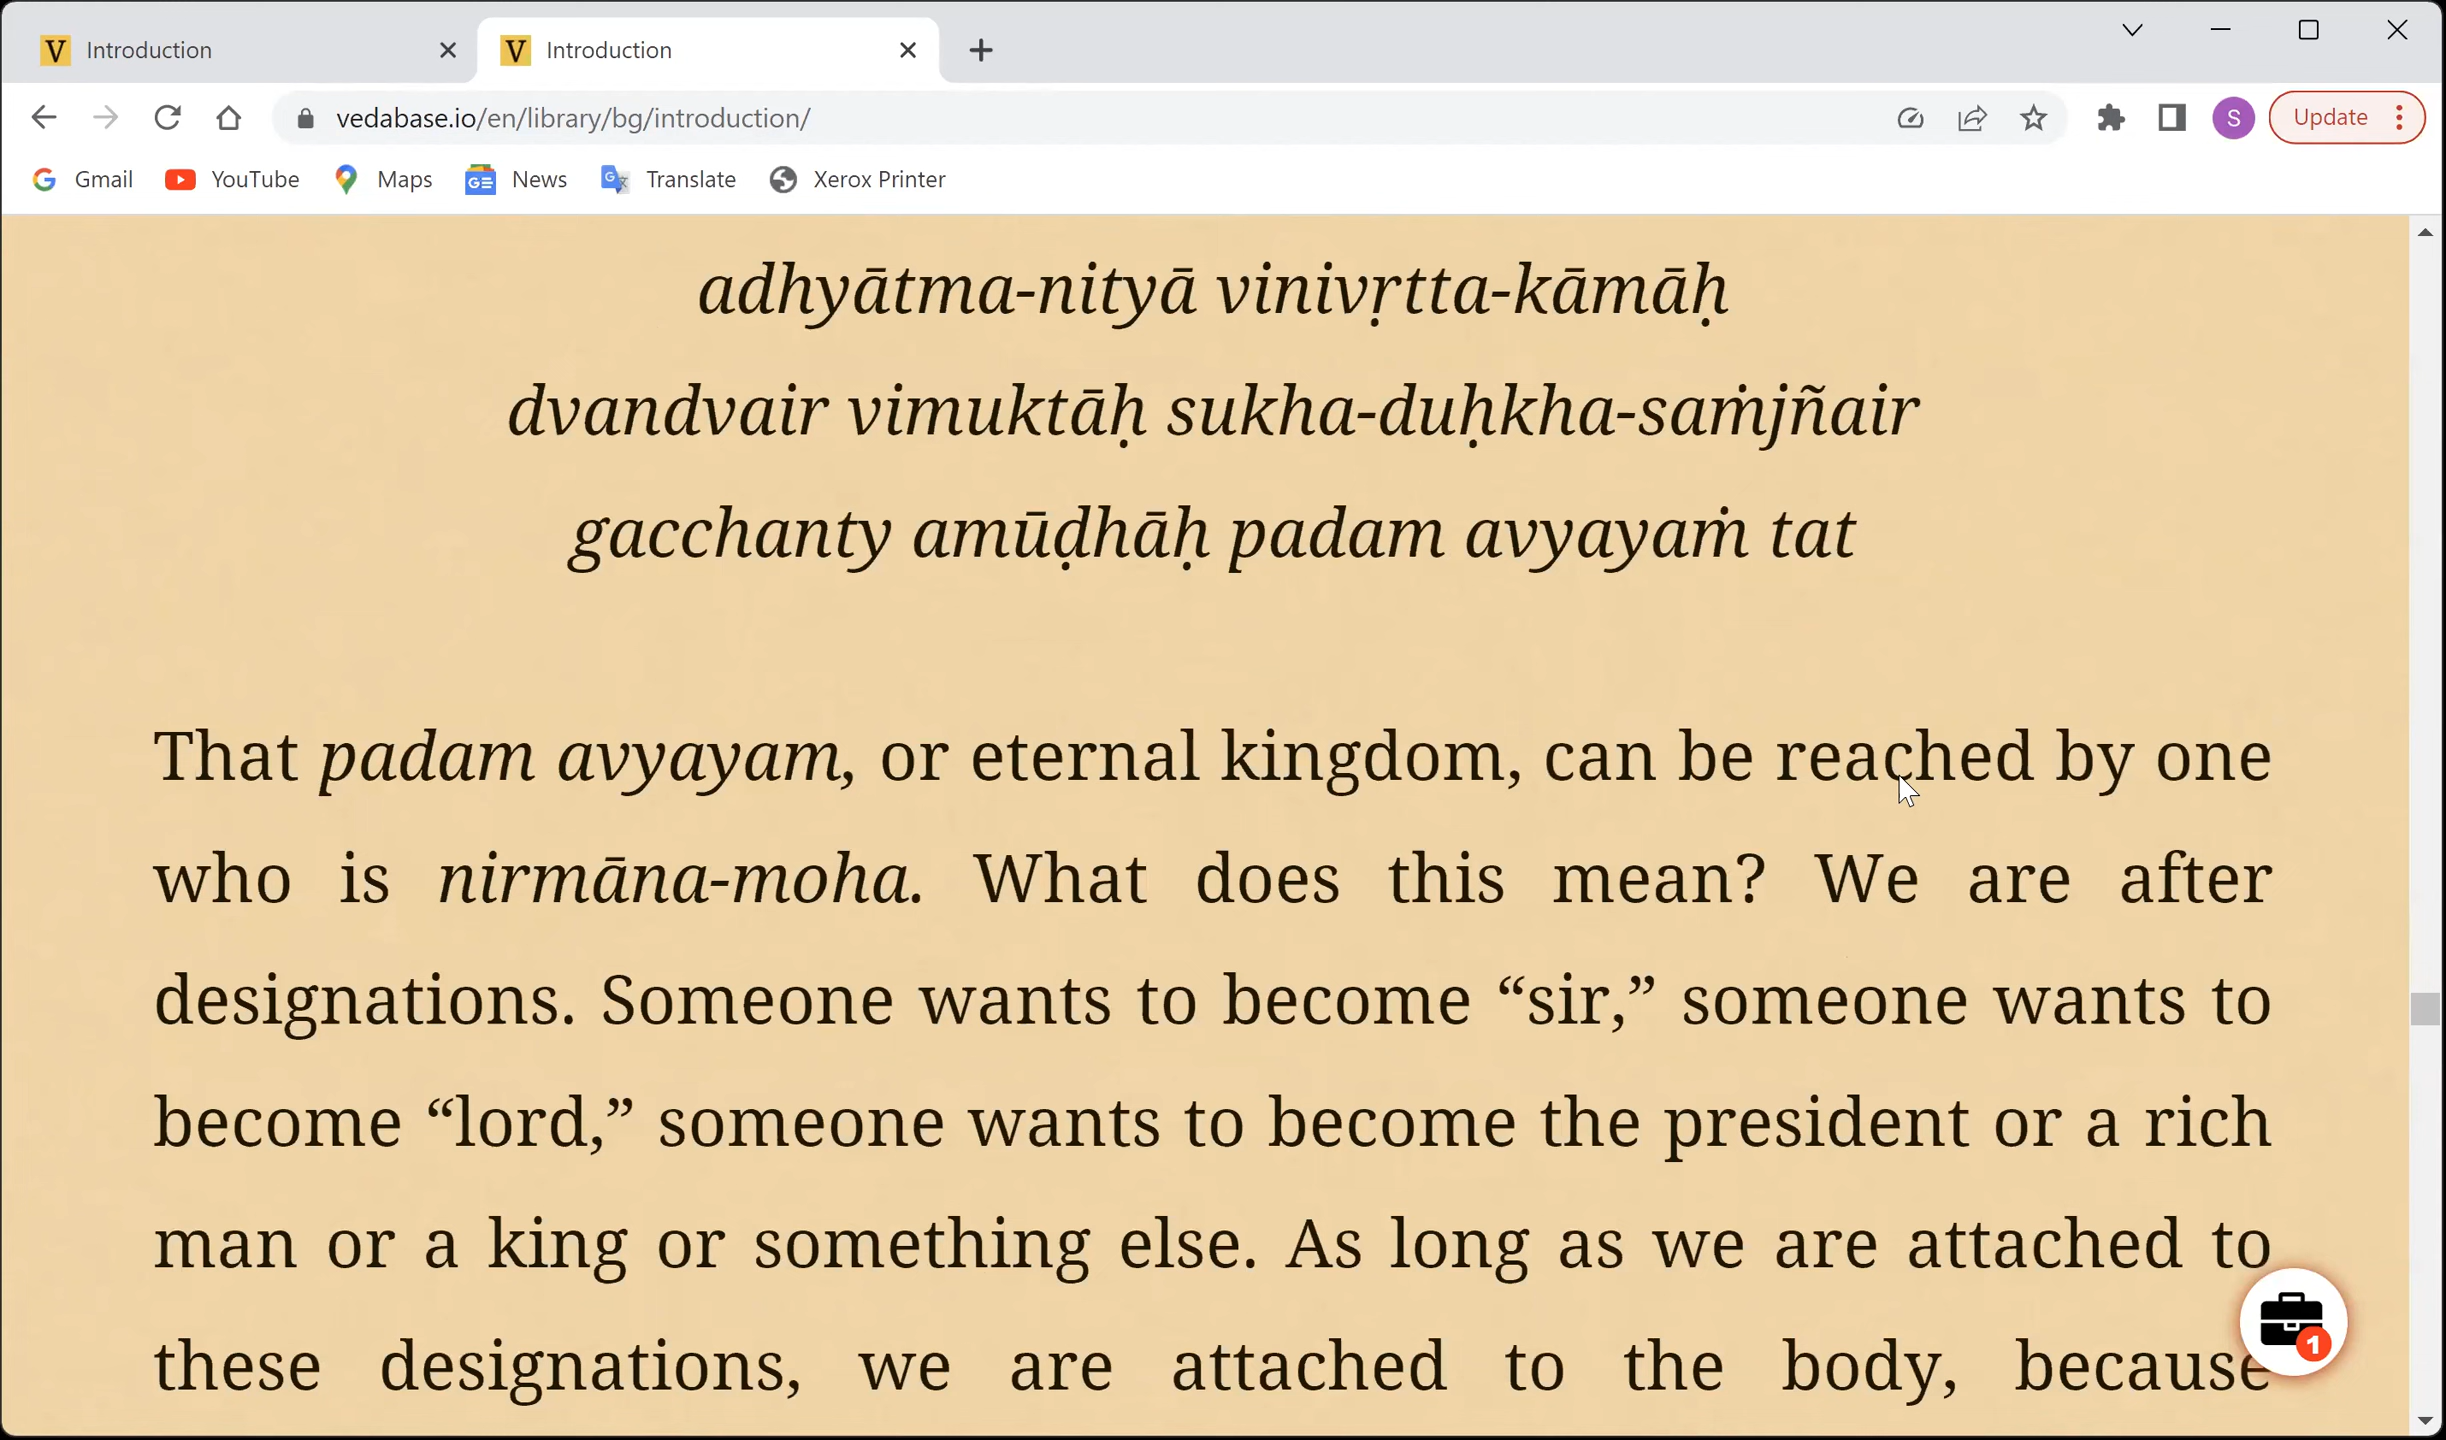 V Introduction
V Introduction
vedabase.io/en/library/bg/introduction/
S
Update
Gmail
YouTube
Maps
News
Translate
Xerox Printer
adhyātma-nityā vinivṛtta-kāmāḥ
dvandvair vimuktāḥ sukha-duḥkha-saṁjñair
gacchanty amūḍhāḥ padam avyayaṁ tat
That padam avyayam, or eternal kingdom, can be reached by one
who is nirmāna-moha. What does this mean? We are after
designations. Someone wants to become “sir,” someone wants to
become “lord,” someone wants to become the president or a rich
man or a king or something else. As long as we are attached to
these designations, we are attached to the body, because
1